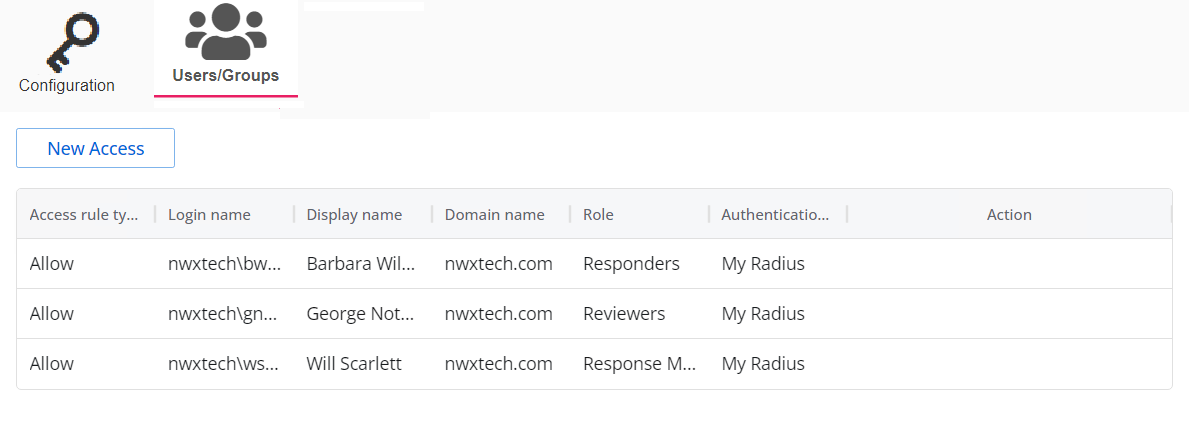 Configuration
Users/Groups
New Access
Access rule ty... Login name Display name Domain name Role Authenticatio... Action
Allow nwxtech\bw... Barbara Wil... nwxtech.com Responders My Radius
Allow nwxtech\gn... George Not... nwxtech.com Reviewers My Radius
Allow nwxtech\ws... Will Scarlett nwxtech.com Response M... My Radius